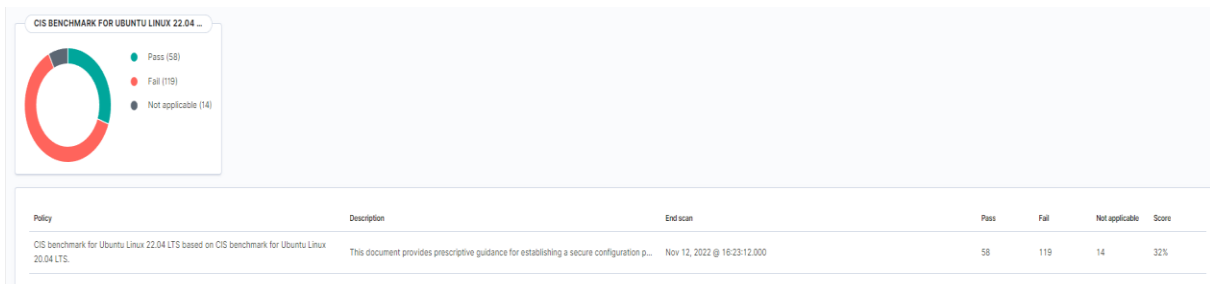 CIS BENCHMARK FOR UBUNTU LINUX 22.04 ...
Pass (58)
Fail (119)
Not applicable (14)
Policy Description End scan Pass Fail Not applicable Score
CIS benchmark for Ubuntu Linux 22.04 LTS based on CIS benchmark for Ubuntu Linux
20.04 LTS.
This document provides prescriptive guidance for establishing a secure configuration p... Nov 12, 2022 @ 16:23:12.000 58 119 14 32%